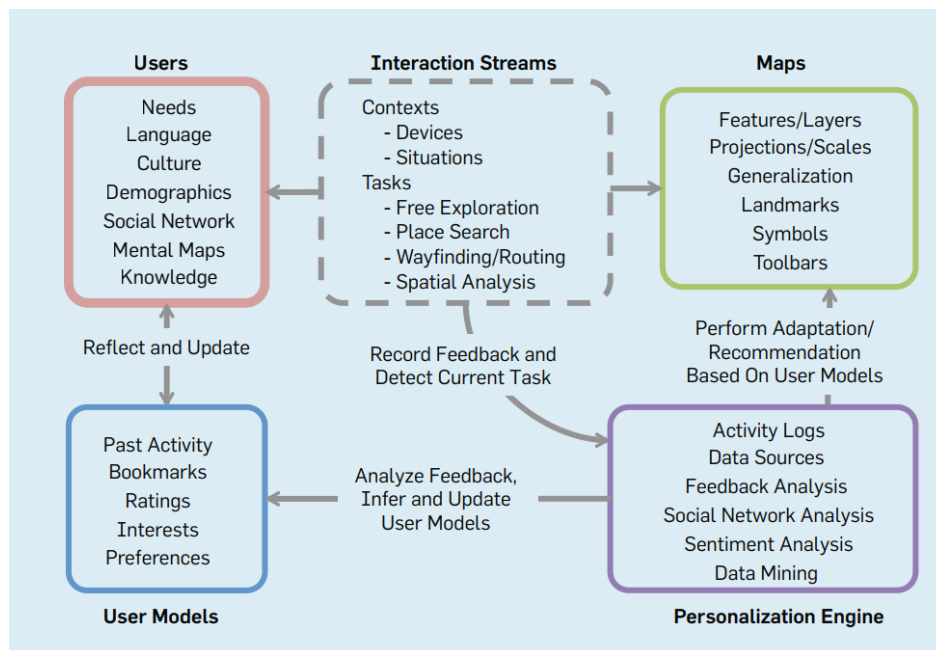 Users
Needs
Language
Culture
Demographics
Social Network
Mental Maps
Knowledge
Interaction Streams
Contexts
- Devices
- Situations
Tasks
- Free Exploration
- Place Search
- Wayfinding/Routing
- Spatial Analysis
Maps
Features/Layers
Projections/Scales
Generalization
Landmarks
Symbols
Toolbars
Reflect and Update
Record Feedback and
Detect Current Task
Perform Adaptation/
Recommendation
Based On User Models
Past Activity
Bookmarks
Ratings
Interests
Preferences
User Models
Analyze Feedback,
Infer and Update
User Models
Activity Logs
Data Sources
Feedback Analysis
Social Network Analysis
Sentiment Analysis
Data Mining
Personalization Engine